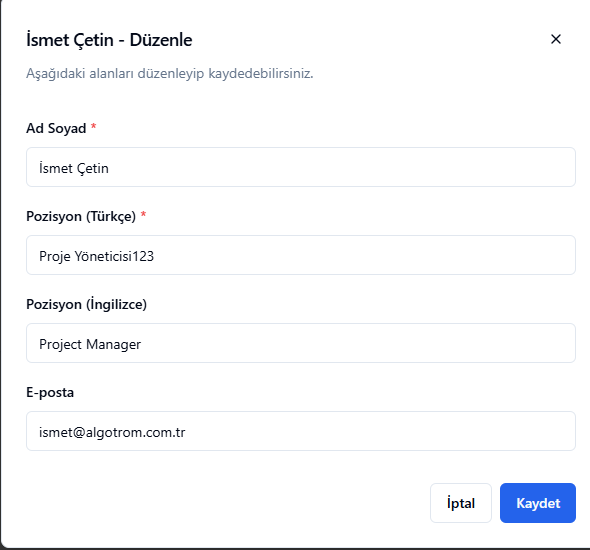 İsmet Çetin - Düzenle
Aşağıdaki alanları düzenleyip kaydedebilirsiniz.
Ad Soyad *
İsmet Çetin
Pozisyon (Türkçe) *
Proje Yöneticisi123
Pozisyon (İngilizce)
Project Manager
E-posta
ismet@algotrom.com.tr
İptal Kaydet